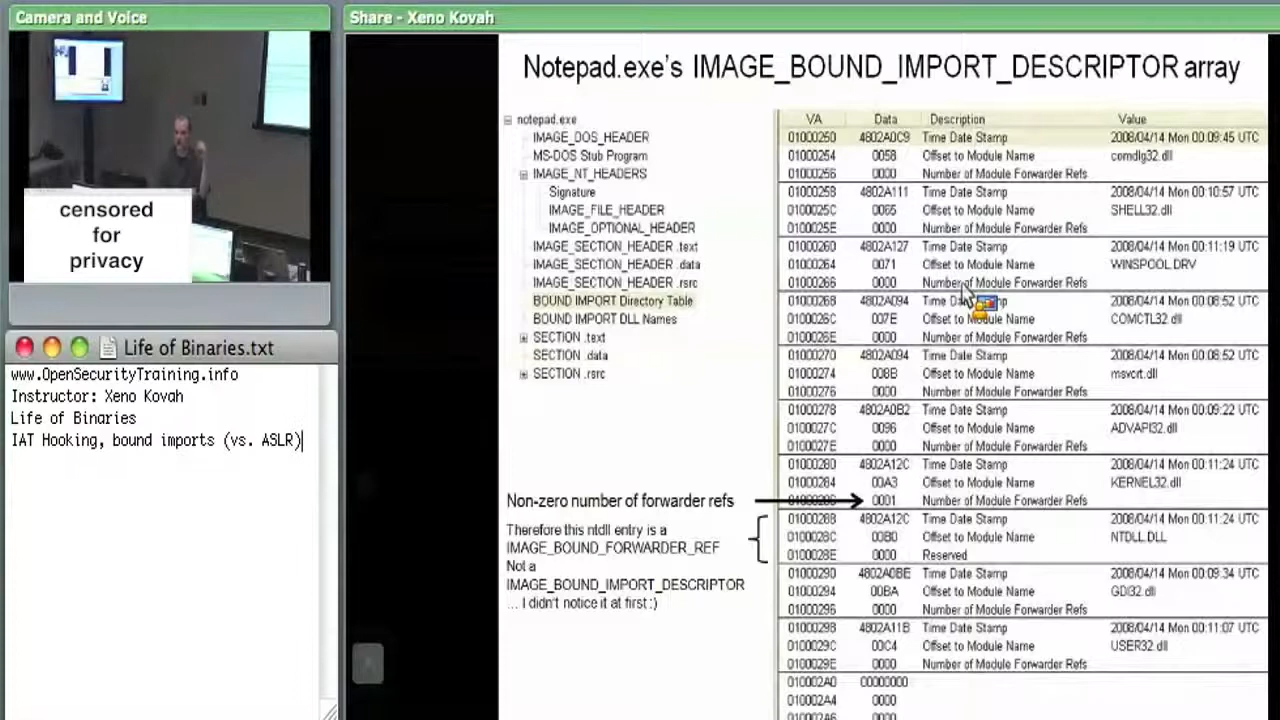 Camera and Voice
censored
for
privacy
Life of Binaries.txt
www.OpenSecurityTraining.info
Instructor: Xeno Kovah
Life of Binaries
IAT Hooking, bound imports (vs. ASLR)
Share - Xeno Kovah
Notepad.exe's IMAGE_BOUND_IMPORT_DESCRIPTOR array
notepad.exe
IMAGE_DOS_HEADER
MS-DOS Stub Program
IMAGE_NT_HEADERS
Signature
IMAGE_FILE_HEADER
IMAGE_OPTIONAL_HEADER
IMAGE_SECTION_HEADER .text
IMAGE_SECTION_HEADER .data
IMAGE_SECTION_HEADER .rsrc
BOUND IMPORT Directory Table
BOUND IMPORT DLL Names
SECTION .text
SECTION .data
SECTION .rsrc
Non-zero number of forwarder refs
Therefore this ntdll entry is a
IMAGE_BOUND_FORWARDER_REF
Not a
IMAGE_BOUND_IMPORT_DESCRIPTOR
... I didn't notice it at first :)
VA Data Description Value
01000250 4802A0C9 Time Date Stamp 2008/04/14 Mon 00:09:45 UTC
01000254 0058 Offset to Module Name comdlg32.dll
01000256 0000 Number of Module Forwarder Refs
01000258 4802A111 Time Date Stamp 2008/04/14 Mon 00:10:57 UTC
0100025C 0065 Offset to Module Name SHELL32.dll
0100025E 0000 Number of Module Forwarder Refs
01000260 4802A127 Time Date Stamp 2008/04/14 Mon 00:11:19 UTC
01000264 0071 Offset to Module Name WINSPOOL.DRV
01000266 0000 Number of Module Forwarder Refs
01000268 4802A094 Time 2008/04/14 Mon 00:08:52 UTC
0100026C 007E Offset to Module Name COMCTL32.dll
0100026E 0000 Number of Module Forwarder Refs
01000270 4802A094 Time Date Stamp 2008/04/14 Mon 00:08:52 UTC
01000274 008B Offset to Module Name msvcrt.dll
01000276 0000 Number of Module Forwarder Refs
01000278 4802A0B2 Time Date Stamp 2008/04/14 Mon 00:09:22 UTC
0100027C 0096 Offset to Module Name ADVAPI32.dll
0100027E 0000 Number of Module Forwarder Refs
01000280 4802A12C Time Date Stamp 2008/04/14 Mon 00:11:24 UTC
01000284 00A3 Offset to Module Name KERNEL32.dll
0001 Number of Module Forwarder Refs
01000288 4802A12C Time Date Stamp 2008/04/14 Mon 00:11:24 UTC
0100028C 00B0 Offset to Module Name NTDLL.DLL
0100028E 0000 Reserved
01000290 4802A0BE Time Date Stamp 2008/04/14 Mon 00:09:34 UTC
01000294 00BA Offset to Module Name GDI32.dll
01000296 0000 Number of Module Forwarder Refs
01000298 4802A11B Time Date Stamp 2008/04/14 Mon 00:11:07 UTC
0100029C 00C4 Offset to Module Name USER32.dll
0100029E 0000 Number of Module Forwarder Refs
010002A0 00000000
010002A4 0000
010002A6 0000